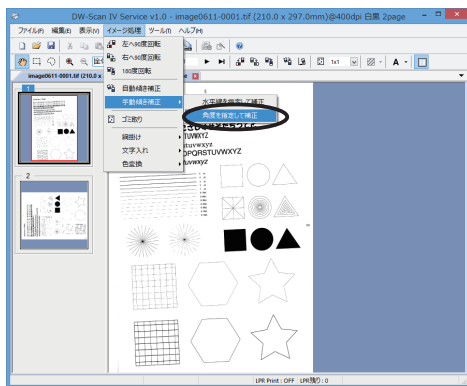 DW-Scan IV Service v1.0 - image0611-0001.tif (210.0 x 297.0mm)@400dpi 白黒 2page
ファイル(F) 編集(E) 表示(V) イメージ処理 ツール(T) ヘルプ(H)
左へ90度回転
右へ90度回転
180度回転
自動傾き補正
手動傾き補正
ゴミ取り
網掛け
文字入れ
色変換
水平線を指定して補正
角度を指定して補正
1x1
A
image0611-0001.tif (210.0 x
1
2
TUWXYZ
tuvwxyz
OPQRSTUVWXYZ
uvwxyz
LPR Print : OFF
LPR残り : 0